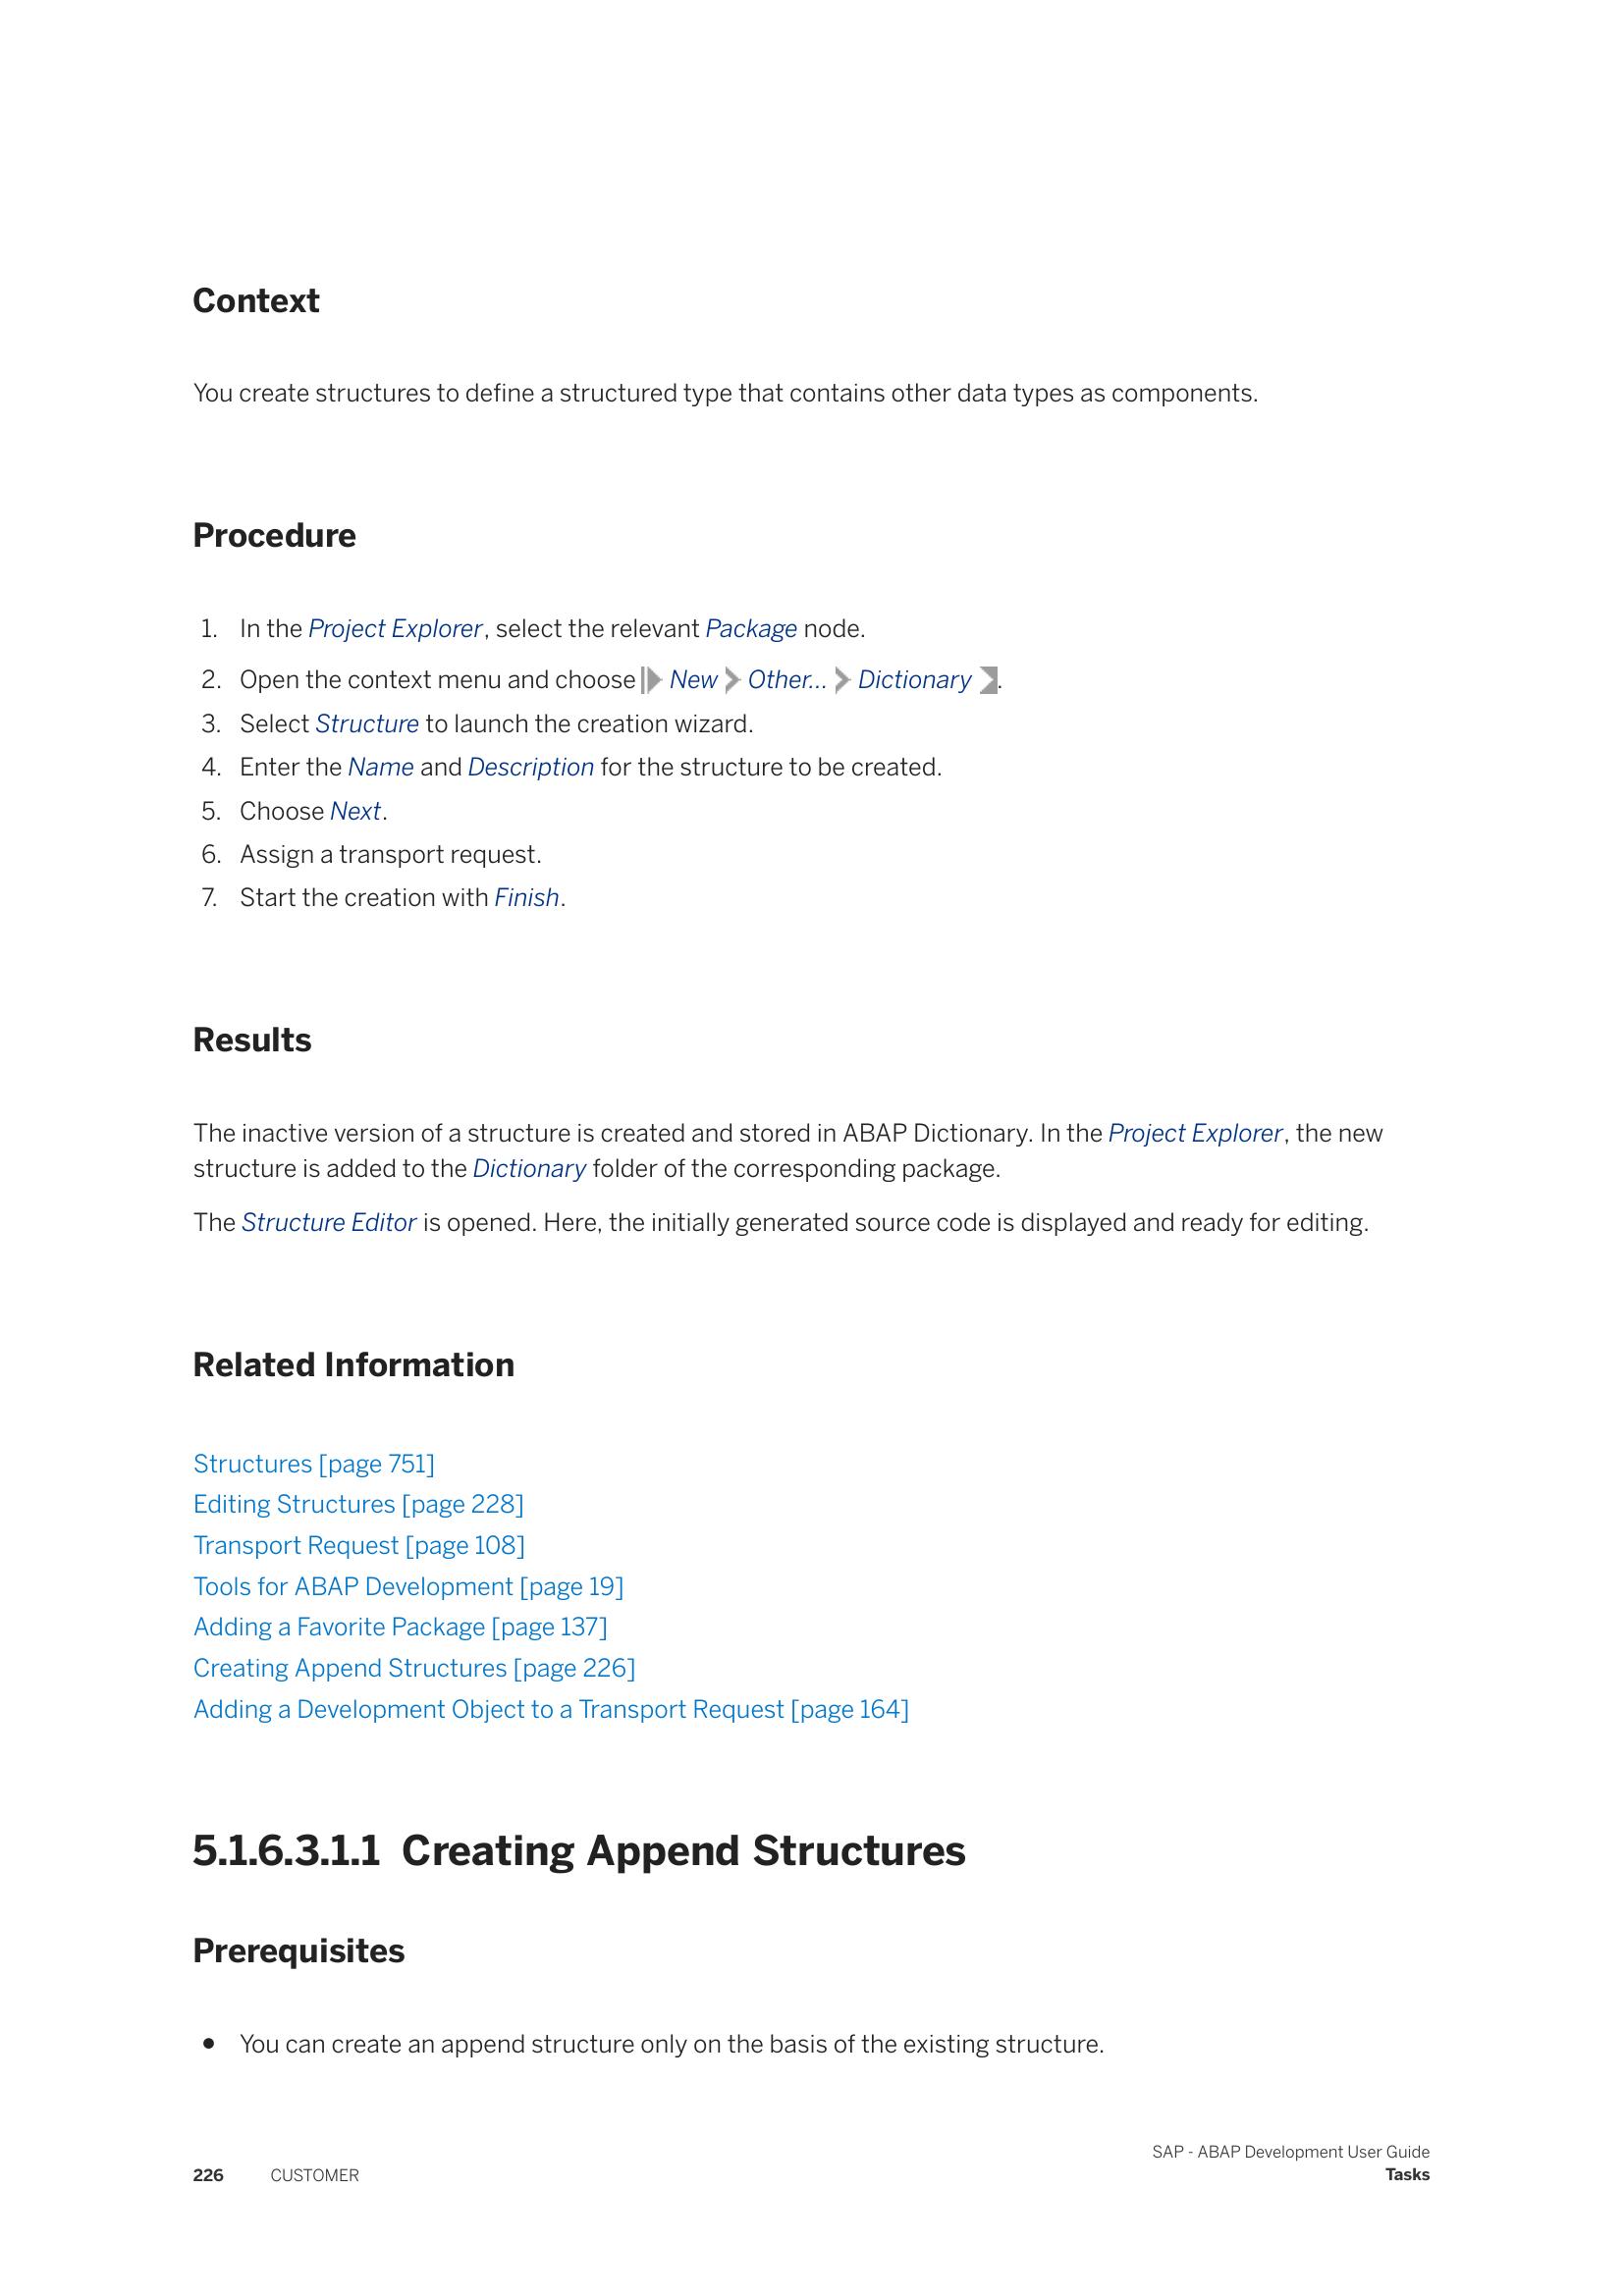 Context
You create structures to define a structured type that contains other data types as components.
Procedure
1. In the Project Explorer, select the relevant Package node.
2. Open the context menu and choose New Other... Dictionary .
3. Select Structure to launch the creation wizard.
4. Enter the Name and Description for the structure to be created.
5. Choose Next.
6. Assign a transport request.
7. Start the creation with Finish.
Results
The inactive version of a structure is created and stored in ABAP Dictionary. In the Project Explorer, the new
structure is added to the Dictionary folder of the corresponding package.
The Structure Editor is opened. Here, the initially generated source code is displayed and ready for editing.
Related Information
Structures [page 751]
Editing Structures [page 228]
Transport Request [page 108]
Tools for ABAP Development [page 19]
Adding a Favorite Package [page 137]
Creating Append Structures [page 226]
Adding a Development Object to a Transport Request [page 164]
5.1.6.3.1.1 Creating Append Structures
Prerequisites
● You can create an append structure only on the basis of the existing structure.
SAP - ABAP Development User Guide
226 CUSTOMER Tasks